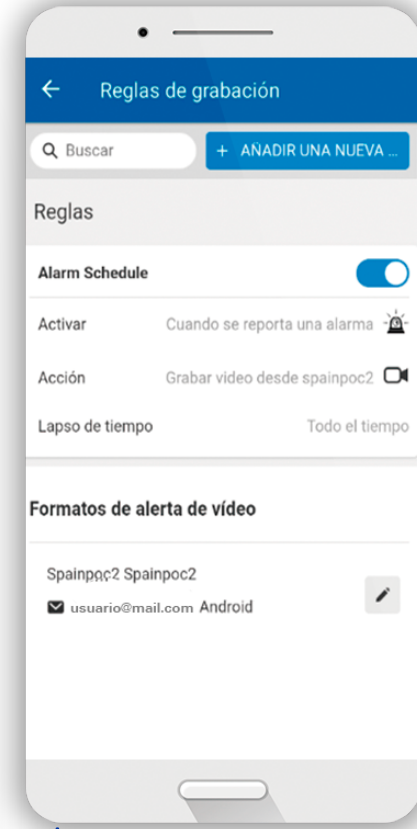 Reglas de grabación
Buscar
+ AÑADIR UNA NUEVA ...
Reglas
Alarm Schedule
Activar Cuando se reporta una alarma
Acción Grabar video desde spainpoc2
Lapso de tiempo Todo el tiempo
Formatos de alerta de vídeo
Spainpoc2 Spainpoc2
usuario@mail.com Android